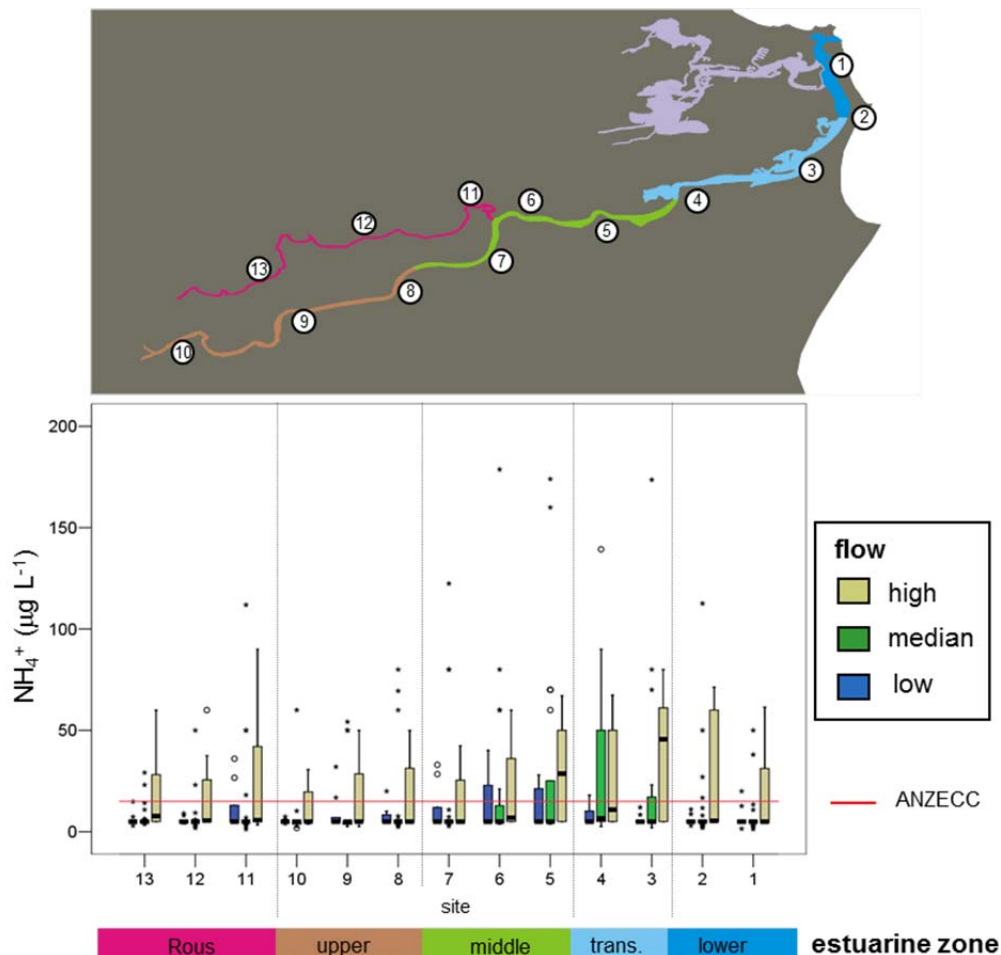 1
2
3
4
11
6
12
5
7
13
8
9
10
200
150
100
50
0
NH₄⁺ (µg L⁻¹)
13 12 11 10 9 8 7 6 5 4 3 2 1
site
flow
high
median
low
ANZECC
Rous upper middle trans. lower estuarine zone